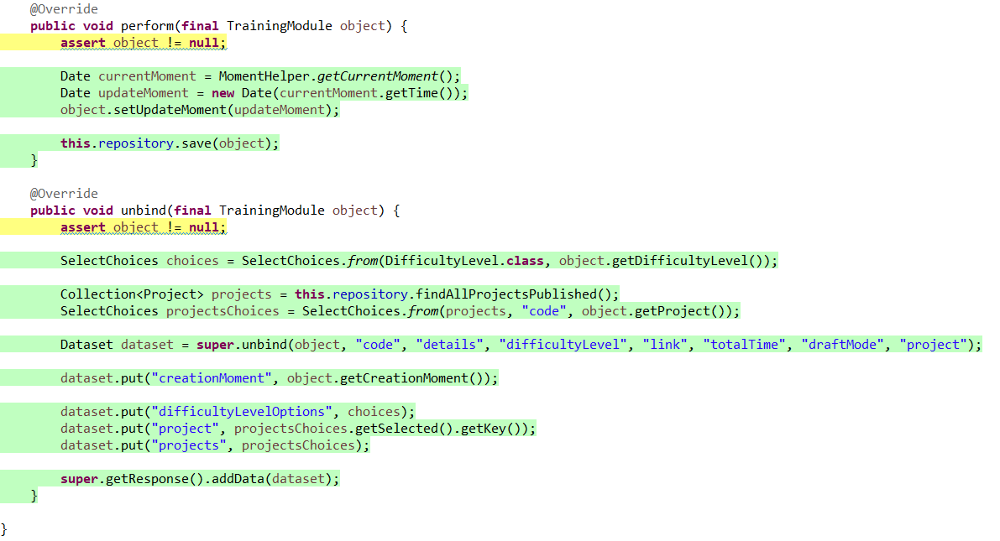 @Override
public void perform(final TrainingModule object) {
assert object != null;
Date currentMoment = MomentHelper.getCurrentMoment();
Date updateMoment = new Date(currentMoment.getTime());
object.setUpdateMoment(updateMoment);
this.repository.save(object);
}
@Override
public void unbind(final TrainingModule object) {
assert object != null;
SelectChoices choices = SelectChoices.from(DifficultyLevel.class, object.getDifficultyLevel());
Collection<Project> projects = this.repository.findAllProjectsPublished();
SelectChoices projectsChoices = SelectChoices.from(projects, "code", object.getProject());
Dataset dataset = super.unbind(object, "code", "details", "difficultyLevel", "link", "totalTime", "draftMode", "project");
dataset.put("creationMoment", object.getCreationMoment());
dataset.put("difficultyLevelOptions", choices);
dataset.put("project", projectsChoices.getSelected().getKey());
dataset.put("projects", projectsChoices);
super.getResponse().addData(dataset);
}
}